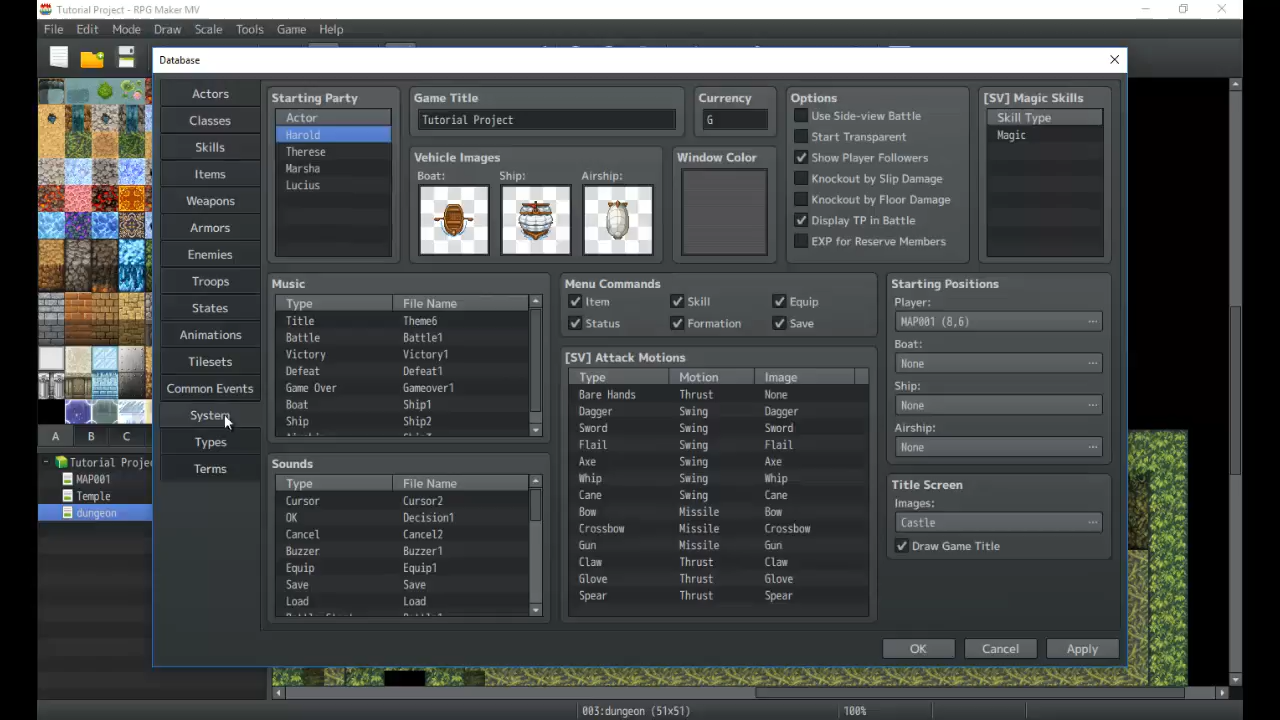 Tutorial Project - RPG Maker MV
File Edit Mode Draw Scale Tools Game Help
Database
Actors
Classes
Skills
Items
Weapons
Armors
Enemies
Troops
States
Animations
Tilesets
Common Events
System
Types
Terms
Starting Party
Actor
Harold
Therese
Marsha
Lucius
Game Title
Tutorial Project
Currency
G
Vehicle Images
Boat: Ship: Airship:
Window Color
Options
Use Side-view Battle
Start Transparent
Show Player Followers
Knockout by Slip Damage
Knockout by Floor Damage
Display TP in Battle
EXP for Reserve Members
[SV] Magic Skills
Skill Type
Magic
Music
Type File Name
Title Theme6
Battle Battle1
Victory Victory1
Defeat Defeat1
Game Over Gameover1
Boat Ship1
Ship Ship2
Menu Commands
Item Skill Equip
Status Formation Save
Starting Positions
Player:
MAP001 (8,6) ...
Boat:
None ...
Ship:
None ...
Airship:
None ...
[SV] Attack Motions
Type Motion Image
Bare Hands Thrust None
Dagger Swing Dagger
Sword Swing Sword
Flail Swing Flail
Axe Swing Axe
Whip Swing Whip
Cane Swing Cane
Bow Missile Bow
Crossbow Missile Crossbow
Gun Missile Gun
Claw Thrust Claw
Glove Thrust Glove
Spear Thrust Spear
Sounds
Type File Name
Cursor Cursor2
OK Decision1
Cancel Cancel2
Buzzer Buzzer1
Equip Equip1
Save Save
Load Load
Title Screen
Images:
Castle ...
Draw Game Title
OK Cancel Apply
A B C
Tutorial Proje
MAP001
Temple
dungeon
003:dungeon (51x51) 100%